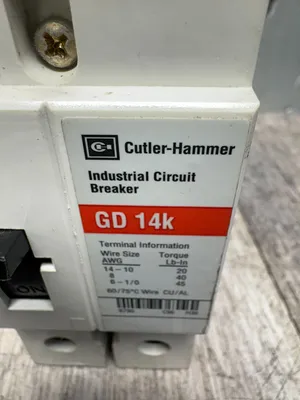 Cutler-Hammer
Industrial Circuit
Breaker
GD 14k
Terminal Information
Wire Size Torque
AWG Lb-In
14-10 20
8 40
6-1/0 45
60/75°C Wire CU/AL
ON